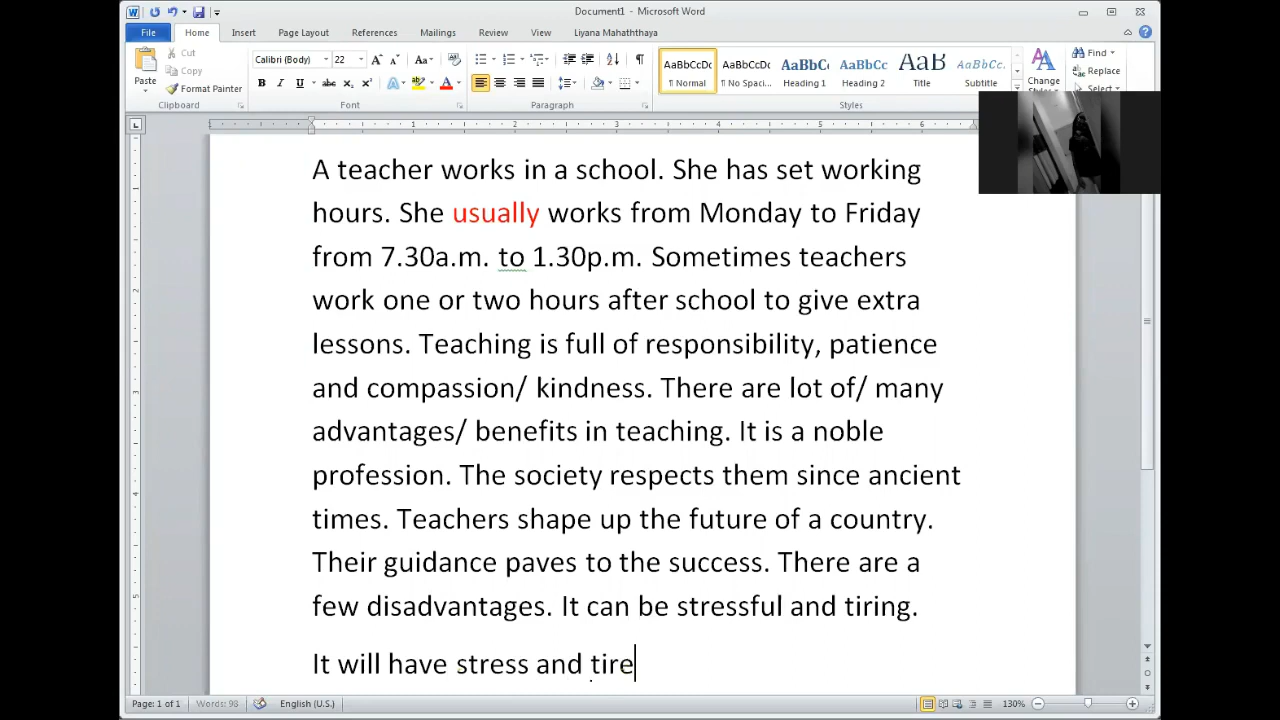 Document1 - Microsoft Word
File Home Insert Page Layout References Mailings Review View Liyana Mahaththaya
Cut
Copy
Paste
Format Painter
Clipboard
Calibri (Body) 22
Font
Paragraph
AaBbCcDc AaBbCcDc AaBbC AaBbCc AaB AaBbCc.
¶ Normal ¶ No Spaci... Heading 1 Heading 2 Title Subtitle
Styles
Change
Styles
Find
Replace
Select
A teacher works in a school. She has set working
hours. She usually works from Monday to Friday
from 7.30a.m. to 1.30p.m. Sometimes teachers
work one or two hours after school to give extra
lessons. Teaching is full of responsibility, patience
and compassion/ kindness. There are lot of/ many
advantages/ benefits in teaching. It is a noble
profession. The society respects them since ancient
times. Teachers shape up the future of a country.
Their guidance paves to the success. There are a
few disadvantages. It can be stressful and tiring.
It will have stress and tire
Page: 1 of 1 Words: 98 English (U.S.) 130%